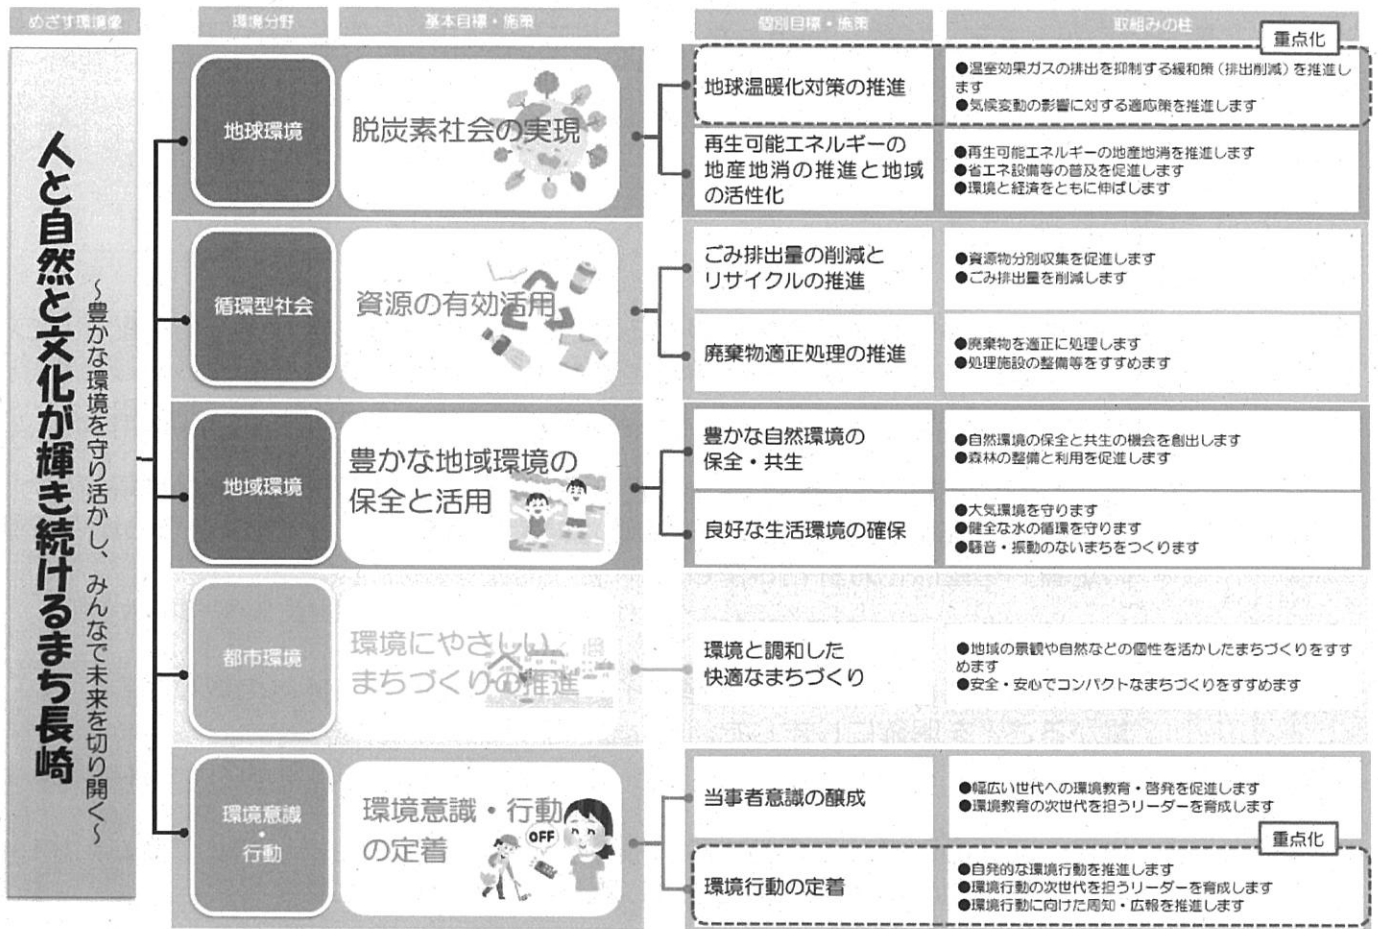 めざす環境像
環境分野
基本目標・施策
個別目標・施策
取組みの柱
人と自然と文化が輝き続けるまち長崎
～豊かな環境を守り活かし、みんなで未来を切り開く～
地球環境
脱炭素社会の実現
重点化
地球温暖化対策の推進
●温室効果ガスの排出を抑制する緩和策（排出削減）を推進し
ます
●気候変動の影響に対する適応策を推進します
再生可能エネルギーの
地産地消の推進と地域
の活性化
●再生可能エネルギーの地産地消を推進します
●省エネ設備等の普及を促進します
●環境と経済をともに伸ばします
循環型社会
資源の有効活用
ごみ排出量の削減と
リサイクルの推進
●資源物分別収集を促進します
●ごみ排出量を削減します
廃棄物適正処理の推進
●廃棄物を適正に処理します
●処理施設の整備等をすすめます
地域環境
豊かな地域環境の
保全と活用
豊かな自然環境の
保全・共生
●自然環境の保全と共生の機会を創出します
●森林の整備と利用を促進します
良好な生活環境の確保
●大気環境を守ります
●健全な水の循環を守ります
●騒音・振動のないまちをつくります
都市環境
環境にやさしい
まちづくりの推進
環境と調和した
快適なまちづくり
●地域の景観や自然などの個性を活かしたまちづくりをすす
めます
●安全・安心でコンパクトなまちづくりをすすめます
環境意識
・
行動
環境意識・行動
の定着
OFF
当事者意識の醸成
●幅広い世代への環境教育・啓発を促進します
●環境教育の次世代を担うリーダーを育成します
重点化
環境行動の定着
●自発的な環境行動を推進します
●環境行動の次世代を担うリーダーを育成します
●環境行動に向けた周知・広報を推進します